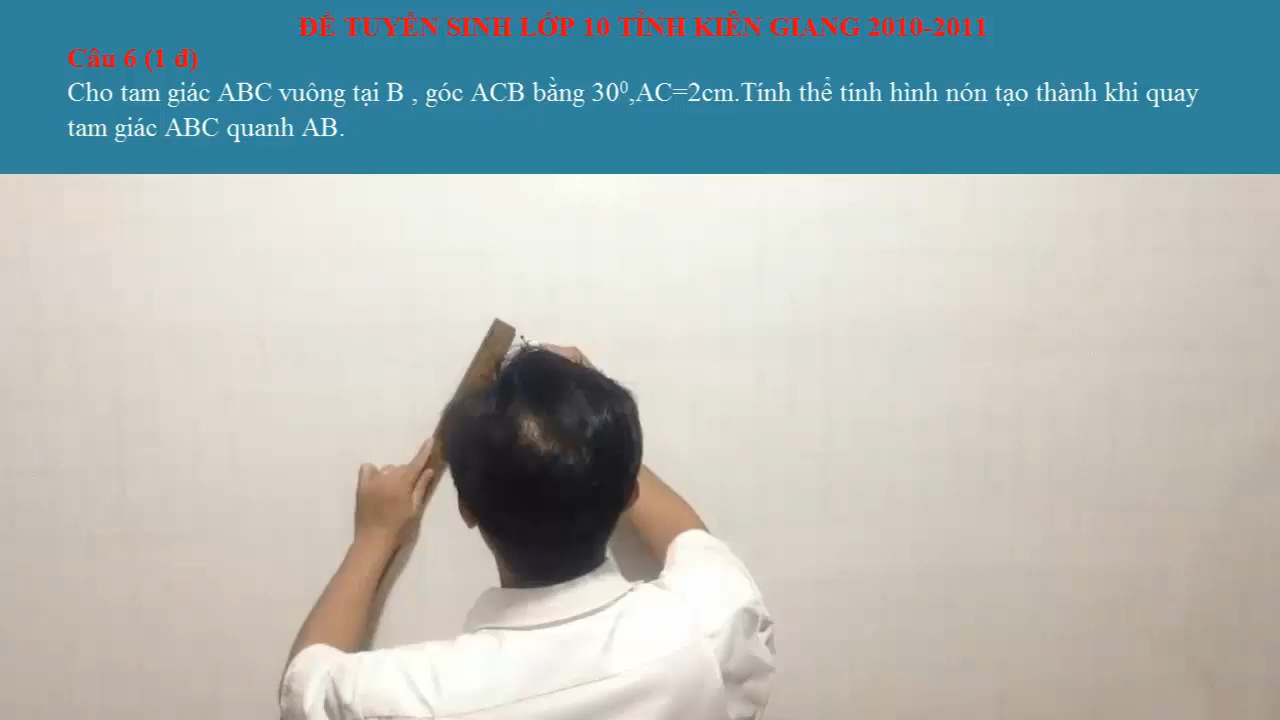 ĐỀ TUYỂN SINH LỚP 10 TỈNH KIÊN GIANG 2010-2011
Câu 6 (1 đ)
Cho tam giác ABC vuông tại B , góc ACB bằng 30⁰,AC=2cm.Tính thể tính hình nón tạo thành khi quay
tam giác ABC quanh AB.